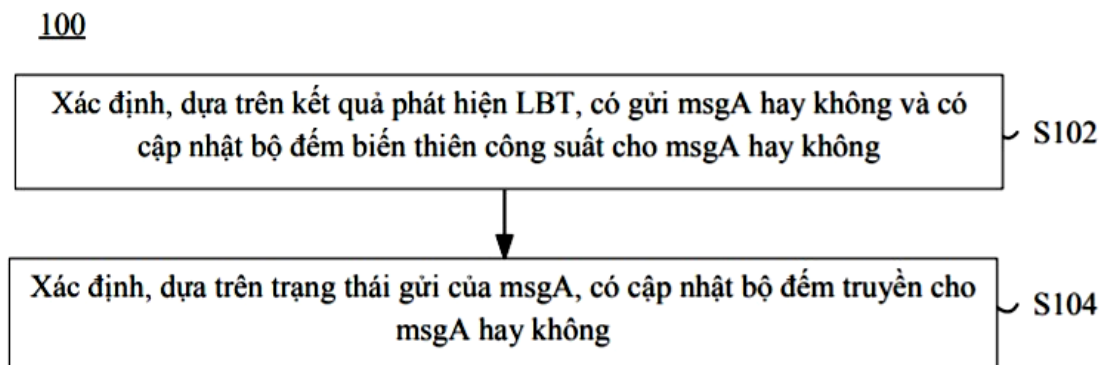 100
Xác định, dựa trên kết quả phát hiện LBT, có gửi msgA hay không và có
cập nhật bộ đếm biến thiên công suất cho msgA hay không
S102
Xác định, dựa trên trạng thái gửi của msgA, có cập nhật bộ đếm truyền cho
msgA hay không
S104